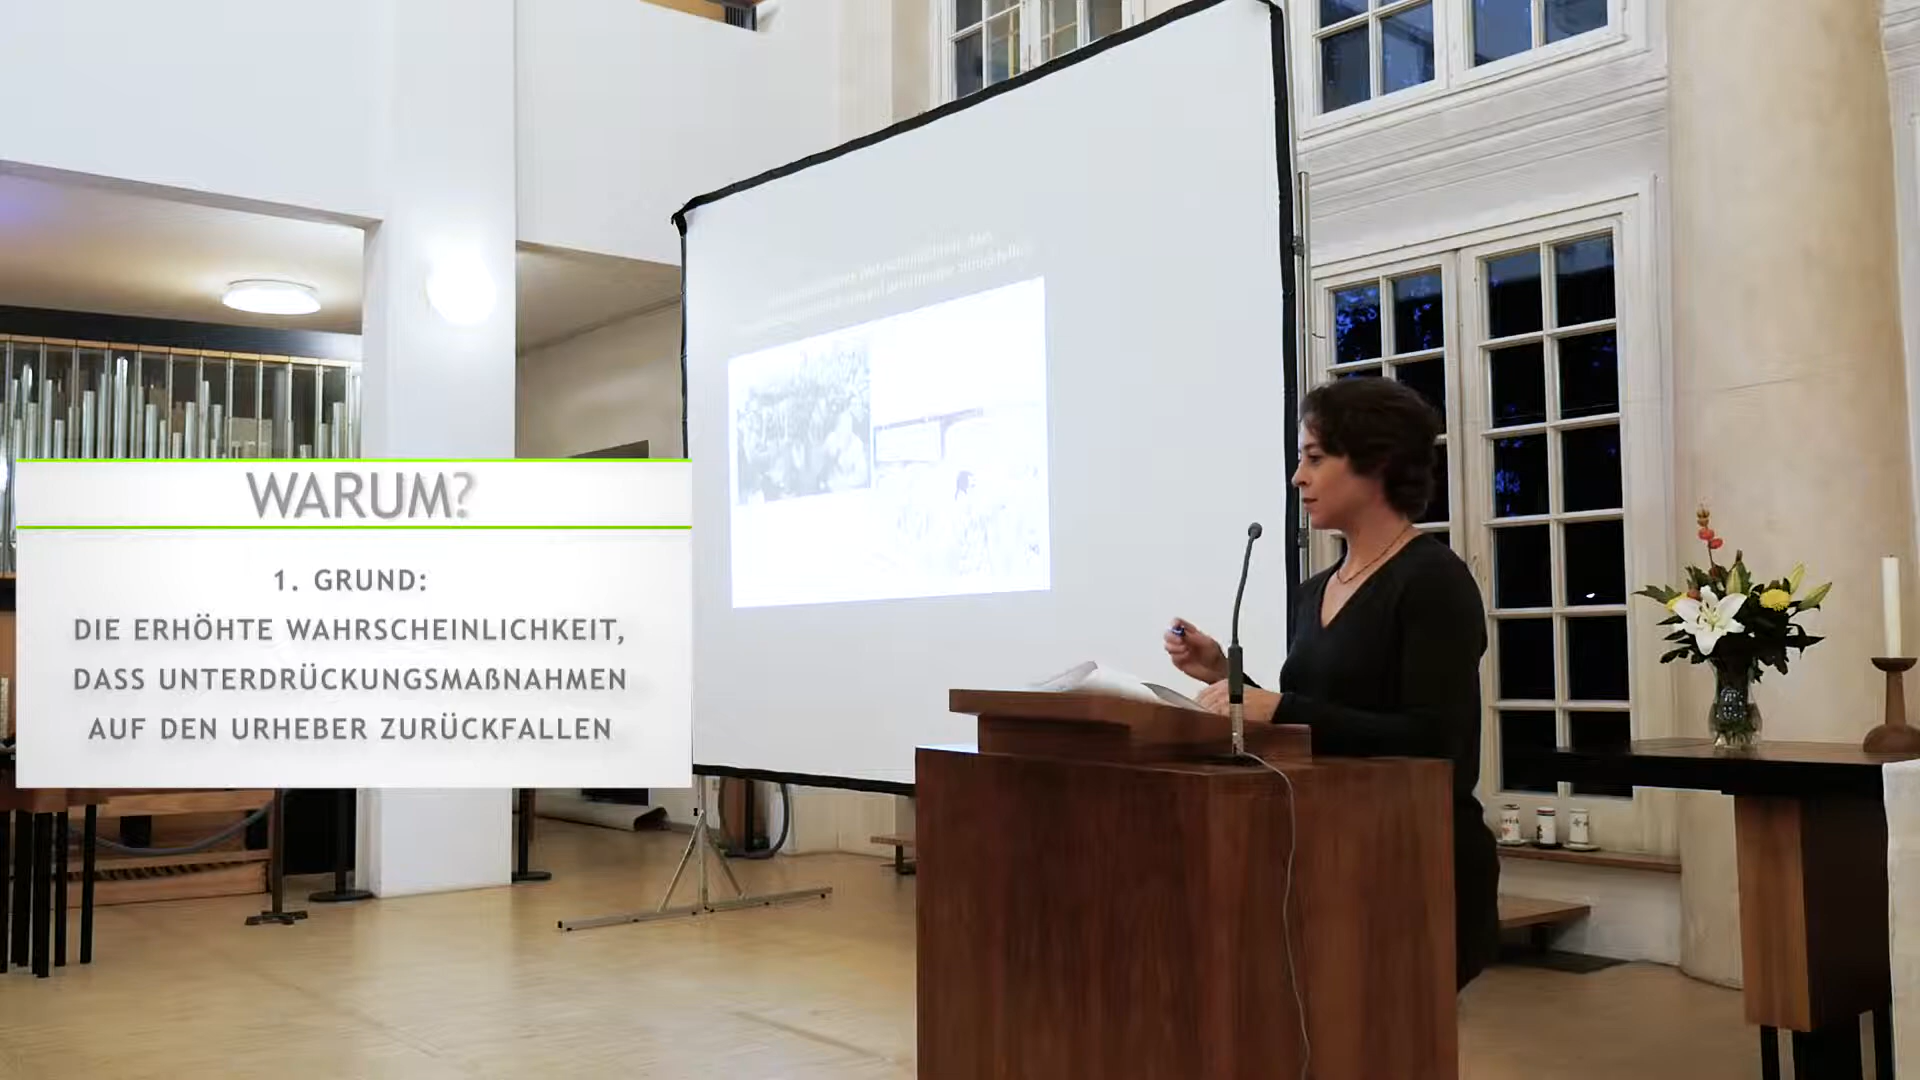 WARUM?
1. GRUND:
DIE ERHÖHTE WAHRSCHEINLICHKEIT,
DASS UNTERDRÜCKUNGSMAßNAHMEN
AUF DEN URHEBER ZURÜCKFALLEN